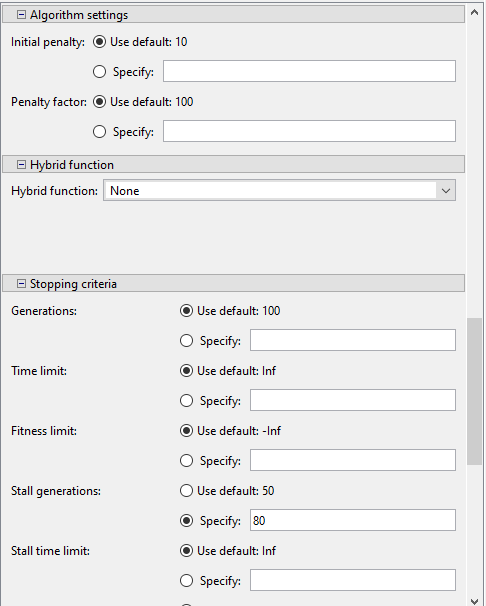 Algorithm settings
Initial penalty: Use default: 10
Specify:
Penalty factor: Use default: 100
Specify:
Hybrid function
Hybrid function: None
Stopping criteria
Generations: Use default: 100
Specify:
Time limit: Use default: Inf
Specify:
Fitness limit: Use default: -Inf
Specify:
Stall generations: Use default: 50
Specify: 80
Stall time limit: Use default: Inf
Specify: